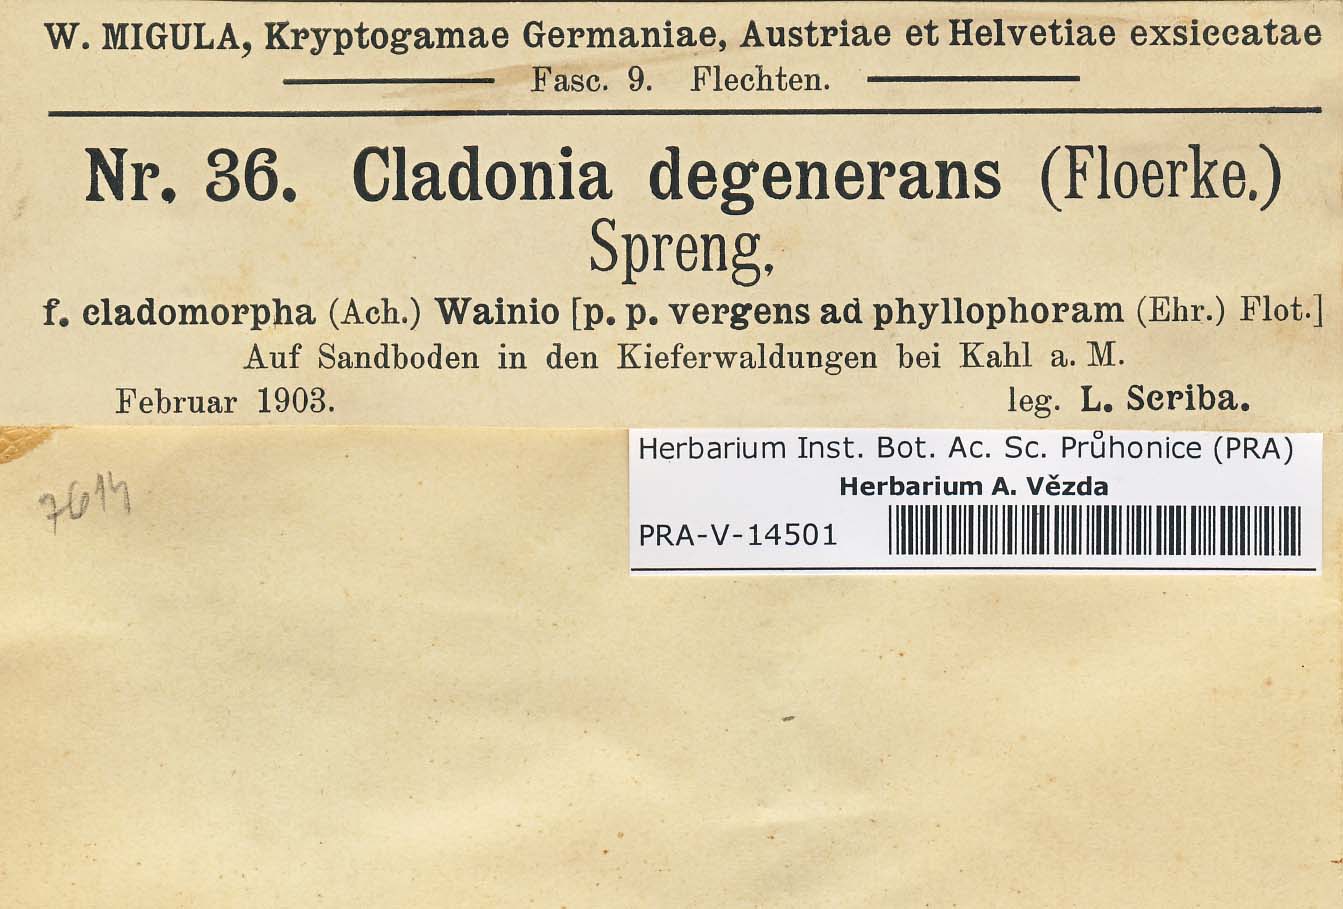 W. MIGULA, Kryptogamae Germaniae, Austriae et Helvetiae exsiccatae
Fasc. 9. Flechten.
Nr. 36. Cladonia degenerans (Floerke.)
Spreng.
f. cladomorpha (Ach.) Wainio [p. p. vergens ad phyllophoram (Ehr.) Flot.]
Auf Sandboden in den Kieferwaldungen bei Kahl a. M.
Februar 1903. leg. L. Scriba.
7614
Herbarium Inst. Bot. Ac. Sc. Průhonice (PRA)
Herbarium A. Vězda
PRA-V-14501